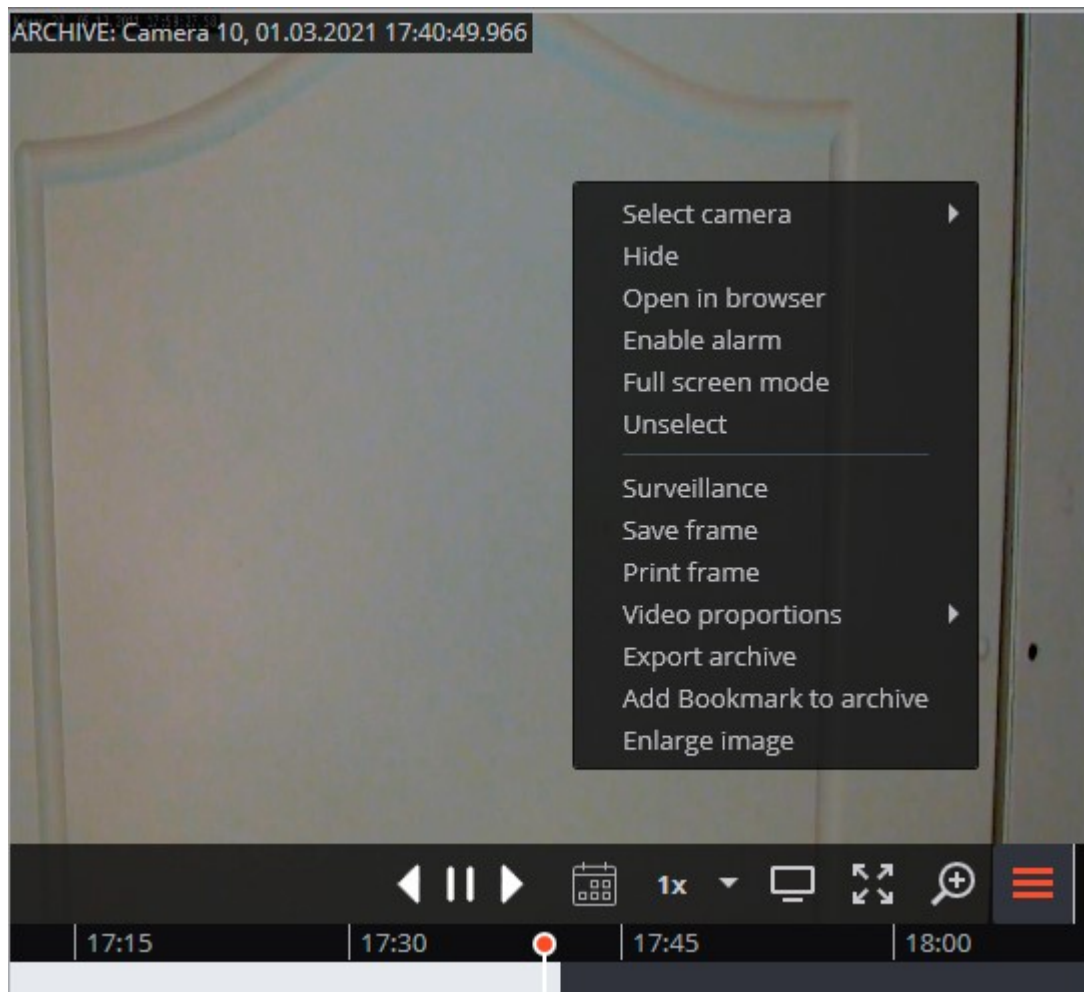 ARCHIVE: Camera 10, 01.03.2021 17:40:49.966
Select camera
Hide
Open in browser
Enable alarm
Full screen mode
Unselect
Surveillance
Save frame
Print frame
Video proportions
Export archive
Add Bookmark to archive
Enlarge image
1x
17:15 17:30 17:45 18:00